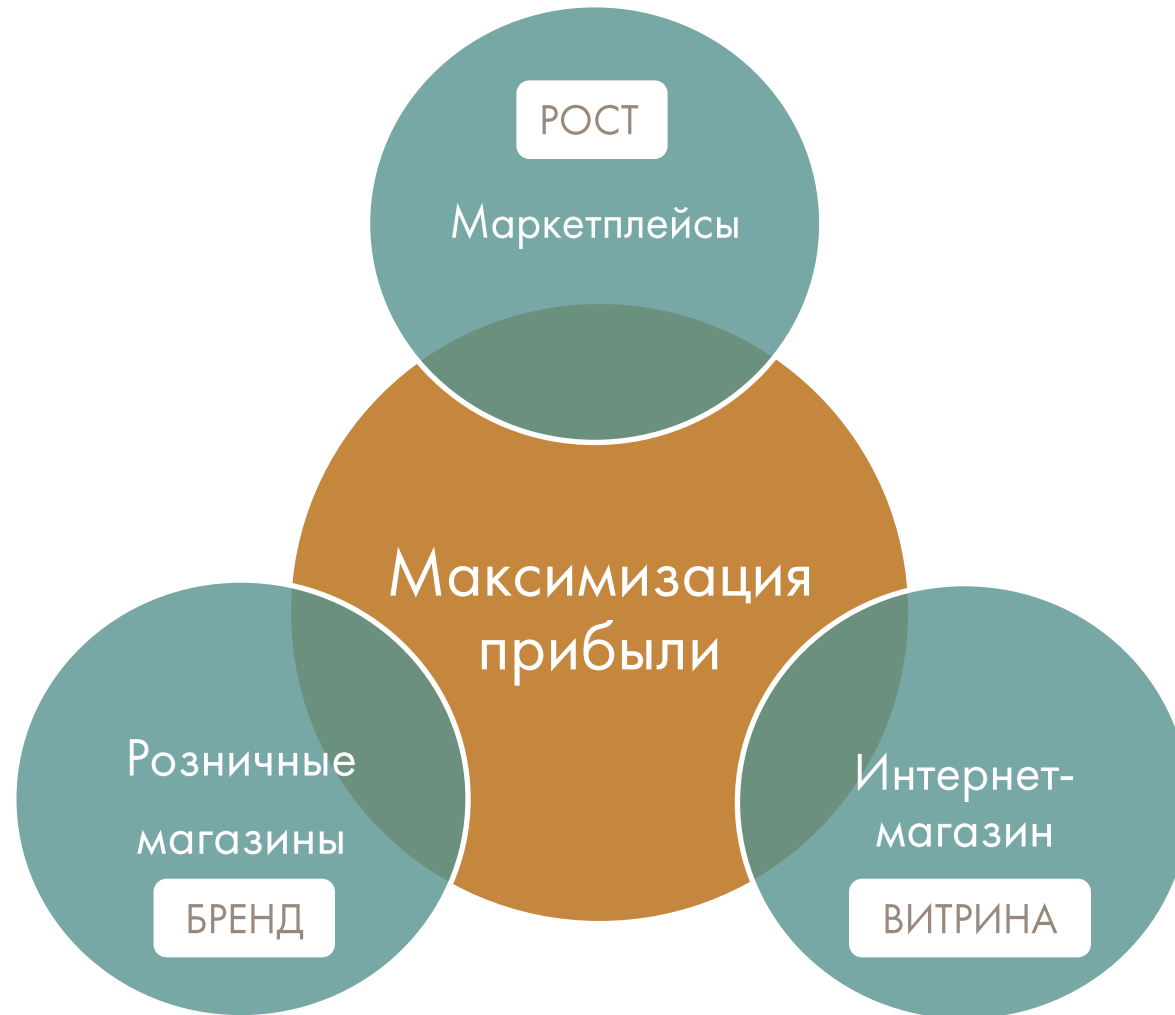 РОСТ
Маркетплейсы
Максимизация
прибыли
Розничные
магазины
БРЕНД
Интернет-
магазин
ВИТРИНА